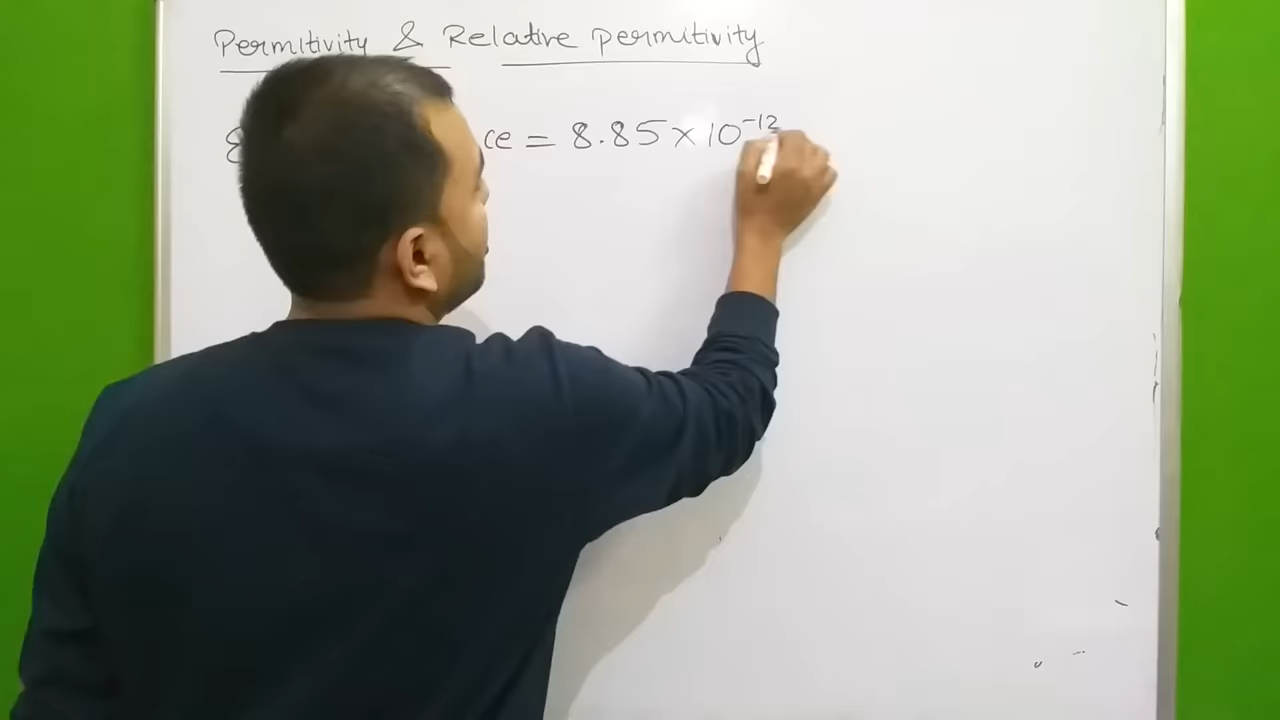 Permitivity & Relative permitivity
ε ce = 8.85 × 10⁻¹²